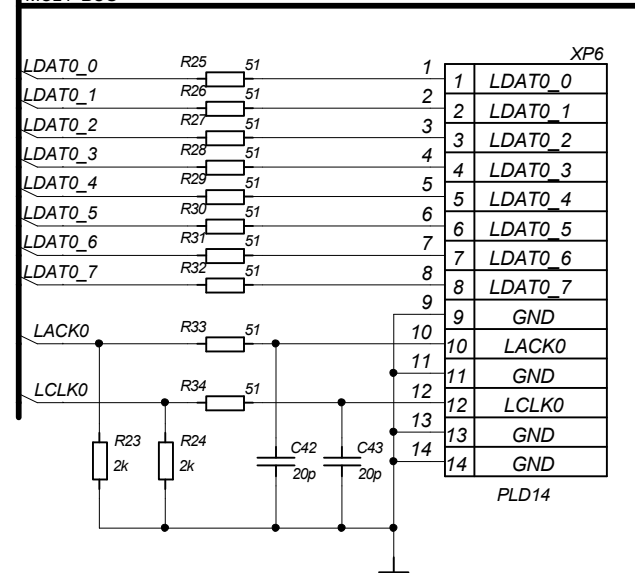 XP6
LDAT0_0 R25 51 1 1 LDAT0_0
LDAT0_1 R26 51 2 2 LDAT0_1
LDAT0_2 R27 51 3 3 LDAT0_2
LDAT0_3 R28 51 4 4 LDAT0_3
LDAT0_4 R29 51 5 5 LDAT0_4
LDAT0_5 R30 51 6 6 LDAT0_5
LDAT0_6 R31 51 7 7 LDAT0_6
LDAT0_7 R32 51 8 8 LDAT0_7
9 9 GND
LACK0 R33 51 10 10 LACK0
11 11 GND
LCLK0 R34 51 12 12 LCLK0
13 13 GND
R23 R24 C42 C43 14 14 GND
2k 2k 20p 20p
PLD14